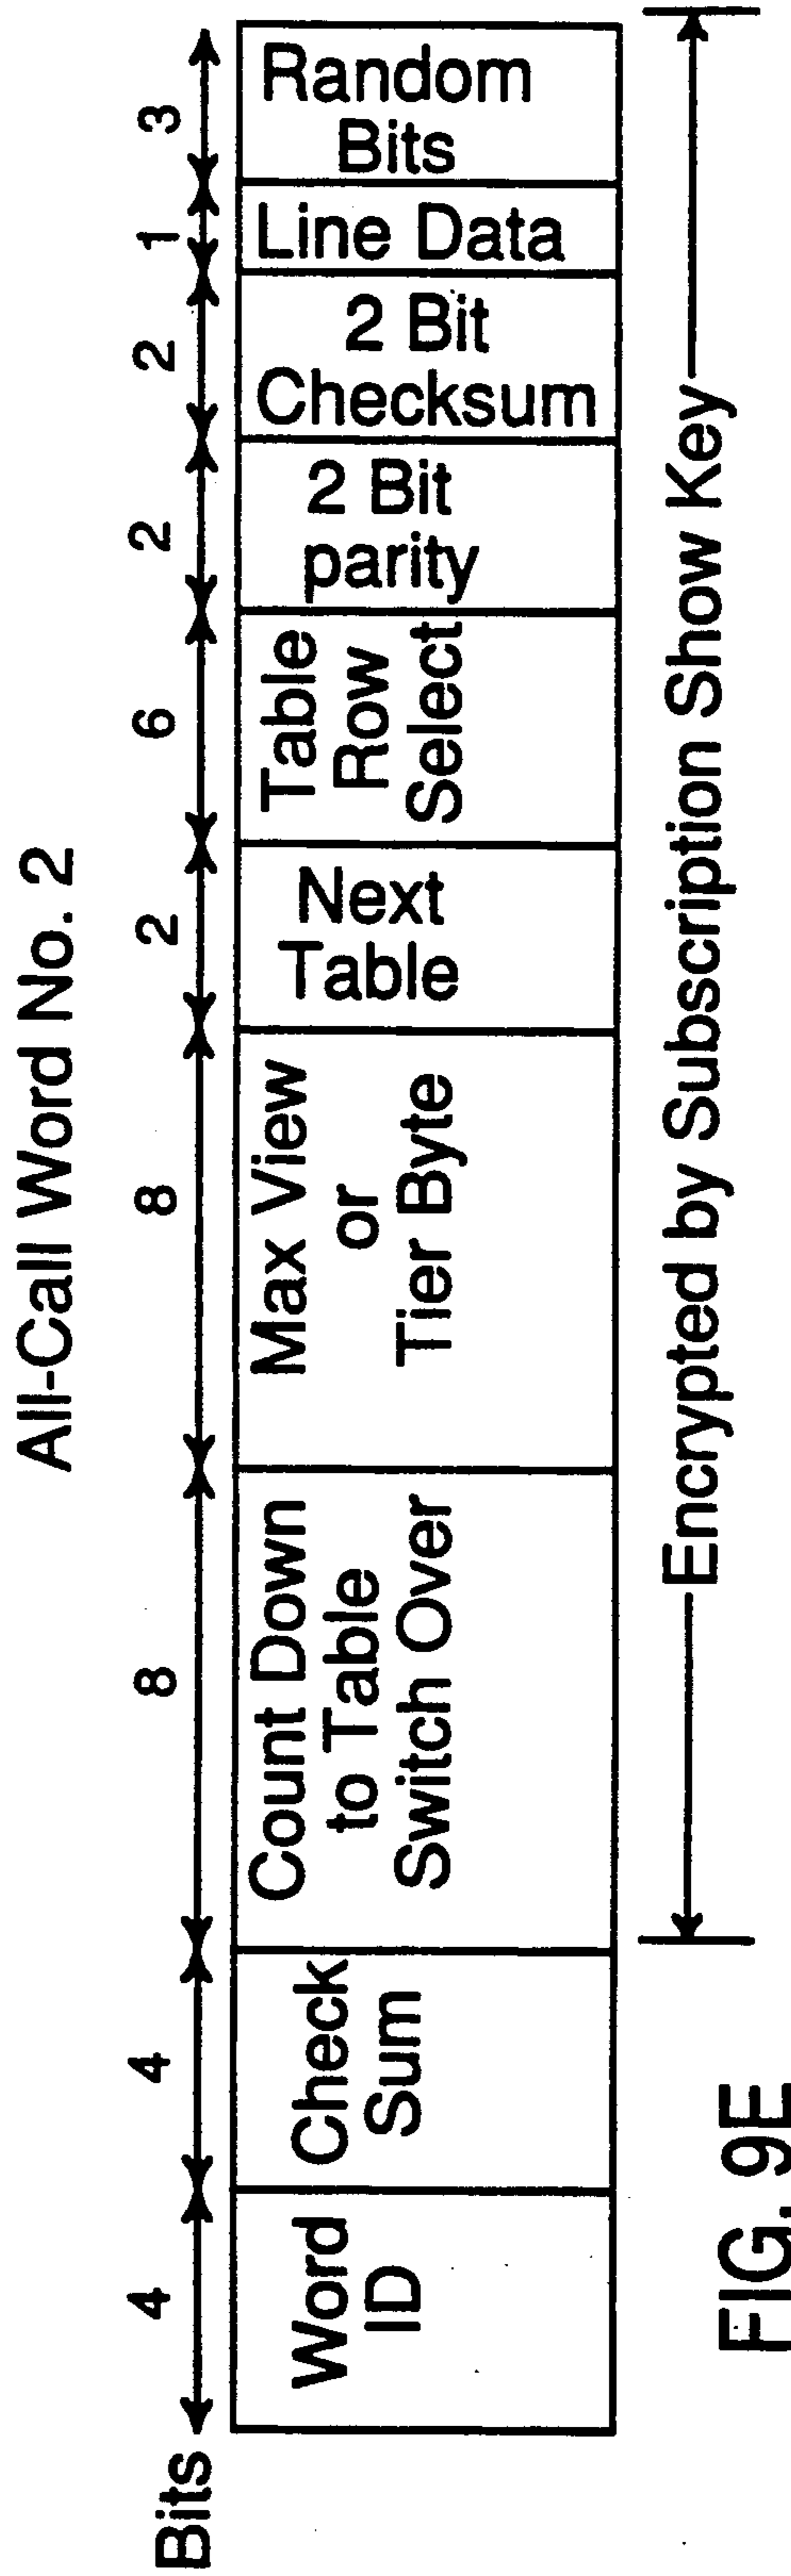 All-Call Word No. 2
Bits
4
4
8
8
2
6
2
2
1
3
Word
ID
Check
Sum
Count Down
to Table
Switch Over
Max View
or
Tier Byte
Next
Table
Table
Row
Select
2 Bit
parity
2 Bit
Checksum
Line Data
Random
Bits
Encrypted by Subscription Show Key
FIG. 9E